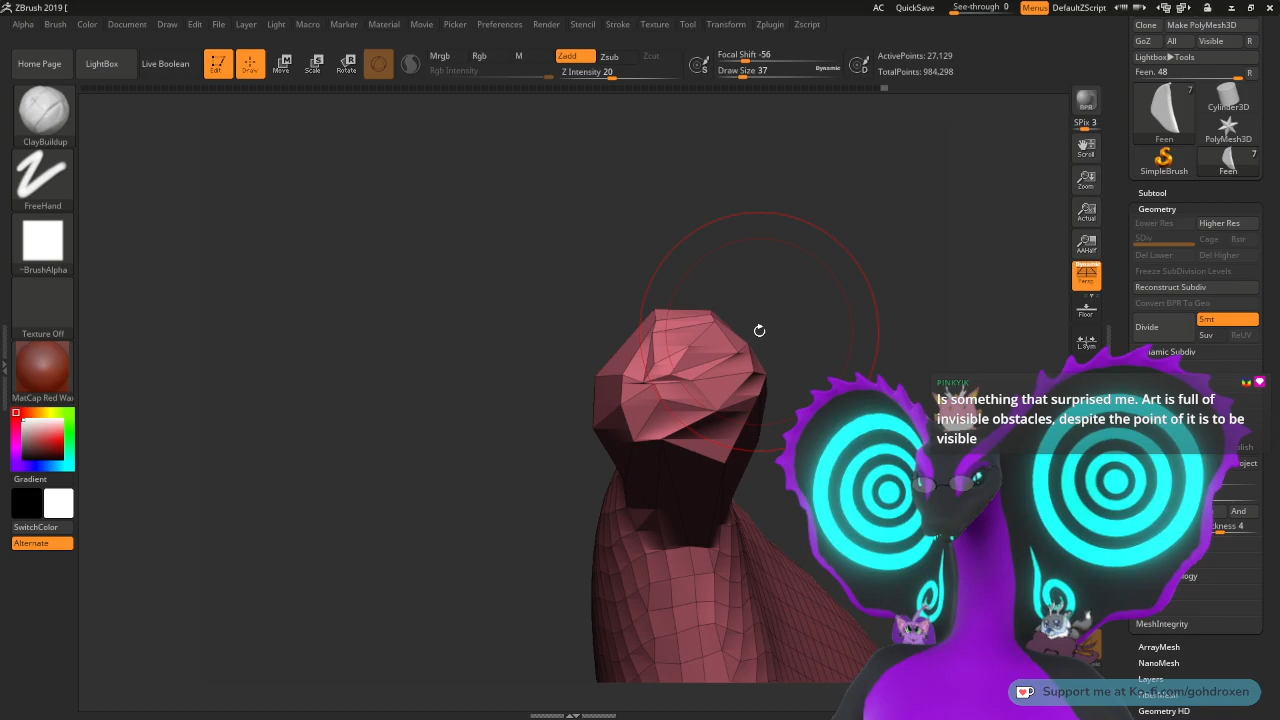 ZBrush 2019 [
AC
QuickSave
See-through 0
Menus
DefaultZScript
Alpha Brush Color Document Draw Edit File Layer Light Macro Marker Material Movie Picker Preferences Render Stencil Stroke Texture Tool Transform Zplugin Zscript
Home Page
LightBox
Live Boolean
Edit
Draw
Move
Scale
Rotate
Mrgb Rgb M
Rgb Intensity
Zadd Zsub Zcut
Z Intensity 20
Focal Shift -56
Draw Size 37
Dynamic
S
D
ActivePoints: 27,129
TotalPoints: 984,298
ClayBuildup
FreeHand
~BrushAlpha
Texture Off
MatCap Red Wax
Gradient
SwitchColor
Alternate
BPR
SPix 3
Scroll
Zoom
Actual
AAHalf
Dynamic
Persp
Floor
L.Sym
Clone Make PolyMesh3D
GoZ All Visible R
Lightbox▶Tools
Feen. 48 R
7
Feen
Cylinder3D
PolyMesh3D
SimpleBrush
7
Feen
Subtool
Geometry
Lower Res Higher Res
SDiv Cage Rstr
Del Lower Del Higher
Freeze SubDivision Levels
Reconstruct Subdiv
Convert BPR To Geo
Divide
Smt
Suv ReUV
PINKYIK
Is something that surprised me. Art is full of
invisible obstacles, despite the point of it is to be
visible
And
MeshIntegrity
ArrayMesh
NanoMesh
Layers
Geometry HD
Support me at Ko-fi.com/gohdroxen